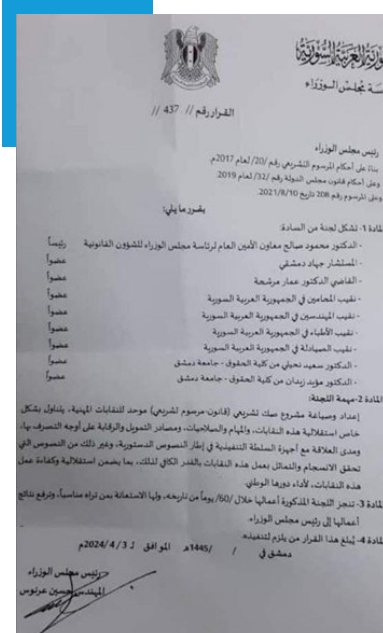 الجمهورية العربية السورية
رئاسة مجلس الوزراء
القرار رقم // 437 //
رئيس مجلس الوزراء
بناءً على أحكام المرسوم التشريعي رقم /20/ لعام 2017م.
وعلى أحكام قانون مجلس الدولة رقم /32/ لعام 2019.
وعلى المرسوم رقم 208 تاريخ 2021/8/10.
يقرر ما يلي:
المادة 1- تشكل لجنة من السادة:
- الدكتور محمود صالح معاون الأمين العام لرئاسة مجلس الوزراء للشؤون القانونية رئيساً
- المستشار جهاد دمشقي عضواً
- القاضي الدكتور عمار مرشحة عضواً
- نقيب المحامين في الجمهورية العربية السورية عضواً
- نقيب المهندسين في الجمهورية العربية السورية عضواً
- نقيب الأطباء في الجمهورية العربية السورية عضواً
- نقيب الصيادلة في الجمهورية العربية السورية عضواً
- الدكتور سعيد نحيلي من كلية الحقوق - جامعة دمشق عضواً
- الدكتور مؤيد زيدان من كلية الحقوق - جامعة دمشق عضواً
المادة 2-مهمة اللجنة:
إعداد وصياغة مشروع صك تشريعي (قانون-مرسوم تشريعي) موحد للنقابات المهنية، يتناول بشكل
خاص استقلالية هذه النقابات، والمهام والصلاحيات، ومصادر التمويل والرقابة على أوجه التصرف بها،
ومدى العلاقة مع أجهزة السلطة التنفيذية في إطار النصوص الدستورية، وغير ذلك من النصوص التي
تحقق الانسجام والتماثل بعمل هذه النقابات بالقدر الكافي لذلك، بما يضمن استقلالية وكفاءة عمل
هذه النقابات، لأداء دورها الوطني.
المادة 3- تنجز اللجنة المذكورة أعمالها خلال /60/ يوماً من تاريخه، ولها الاستعانة بمن تراه مناسباً، وترفع نتائج
أعمالها إلى رئيس مجلس الوزراء.
المادة 4- يُبلغ هذا القرار من يلزم لتنفيذه.
دمشق في / /1445هـ الموافق لـ 2024/4/3م
رئيس مجلس الوزراء
المهندس حسين عرنوس